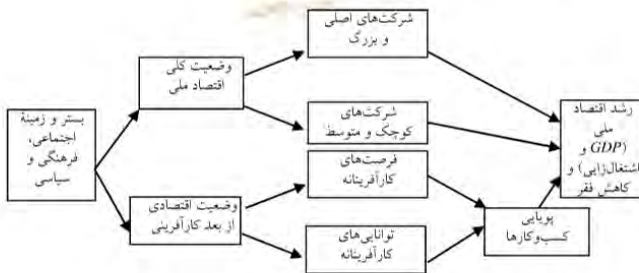 شرکت‌های اصلی
و بزرگ
وضعیت کلی
اقتصاد ملی
بستر و زمینهٔ
اجتماعی،
فرهنگی و
سیاسی
شرکت‌های
کوچک و متوسط
رشد اقتصاد
ملی
(GDP و
اشتغال‌زایی) و
کاهش فقر
فرصت‌های
کارآفرینانه
وضعیت اقتصادی
از بعد کارآفرینی
توانایی‌های
کارآفرینانه
پویایی
کسب‌وکارها